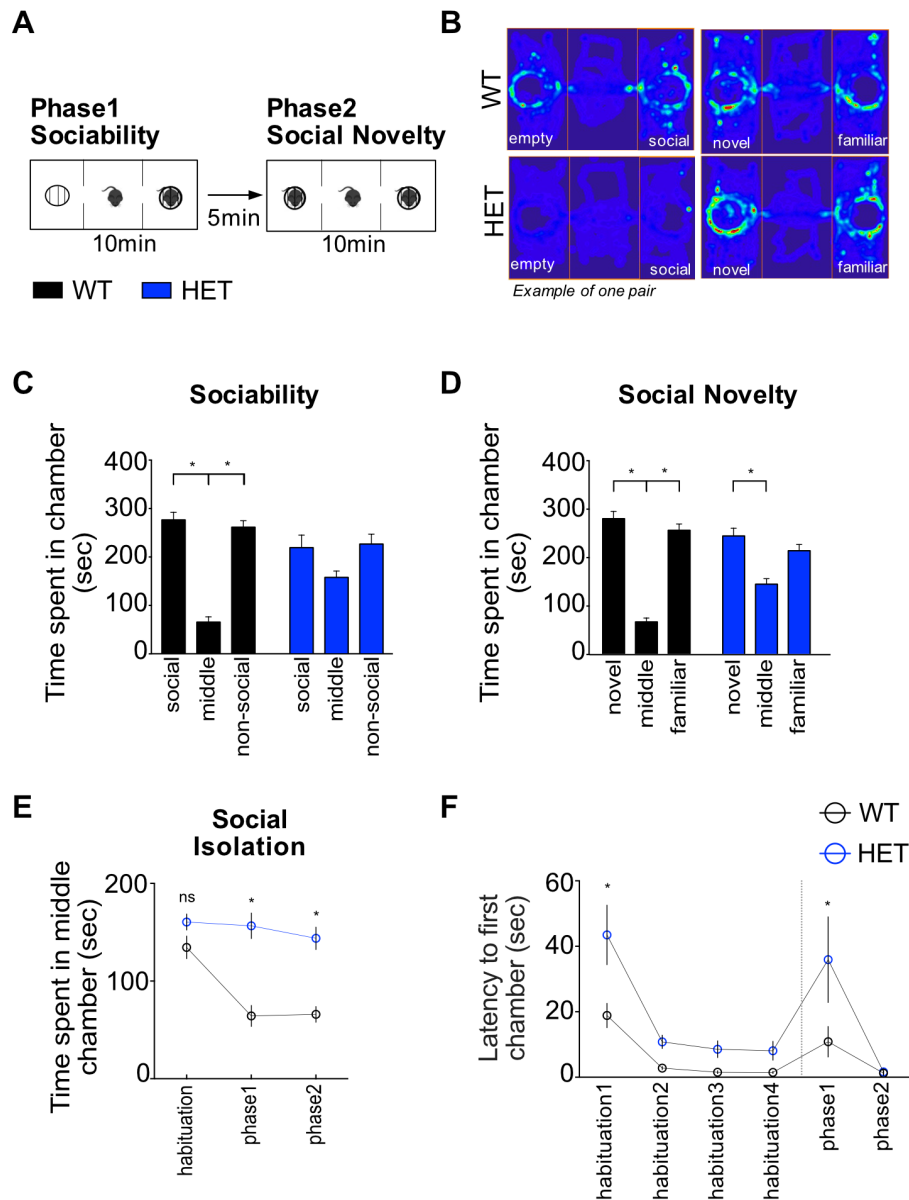 A
Phase1
Sociability
Phase2
Social Novelty
5min
10min
10min
WT
HET
B
WT
empty
social
novel
familiar
HET
empty
social
novel
familiar
Example of one pair
C
Sociability
Time spent in chamber
(sec)
400
300
200
100
0
*
*
social
middle
non-social
social
middle
non-social
D
Social Novelty
Time spent in chamber
(sec)
400
300
200
100
0
*
*
*
novel
middle
familiar
novel
middle
familiar
E
Social
Isolation
Time spent in middle
chamber (sec)
200
100
0
ns
*
*
habituation
phase1
phase2
F
WT
HET
Latency to first
chamber (sec)
60
40
20
0
*
*
habituation1
habituation2
habituation3
habituation4
phase1
phase2